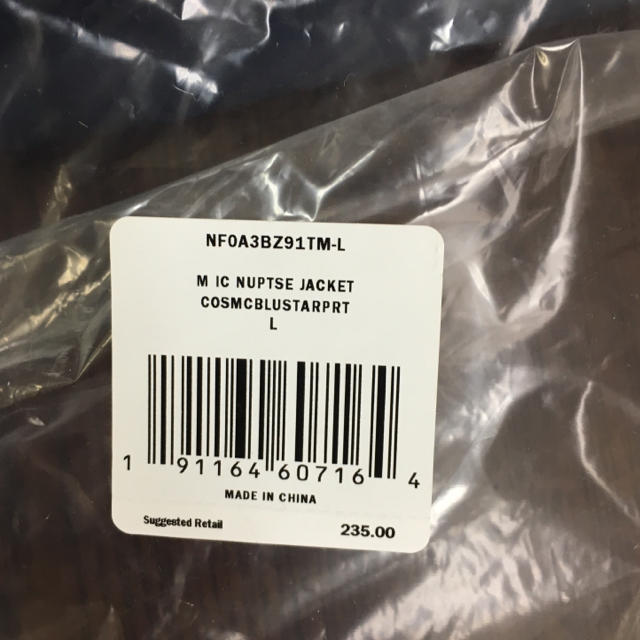 NF0A3BZ91TM-L
M IC NUPTSE JACKET
COSMCBLUSTARPRT
L
1 91164 60716 4
MADE IN CHINA
Suggested Retail 235.00